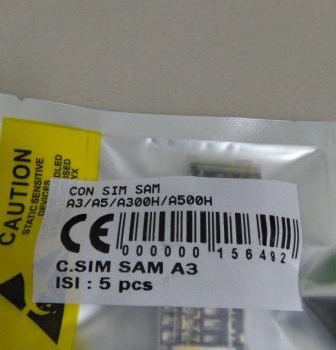 CON SIM SAM
A3/A5/A300H/A500H
CE
000000 156492
C.SIM SAM A3
ISI : 5 pcs
CAUTION
STATIC SENSITIVE
DEVICES